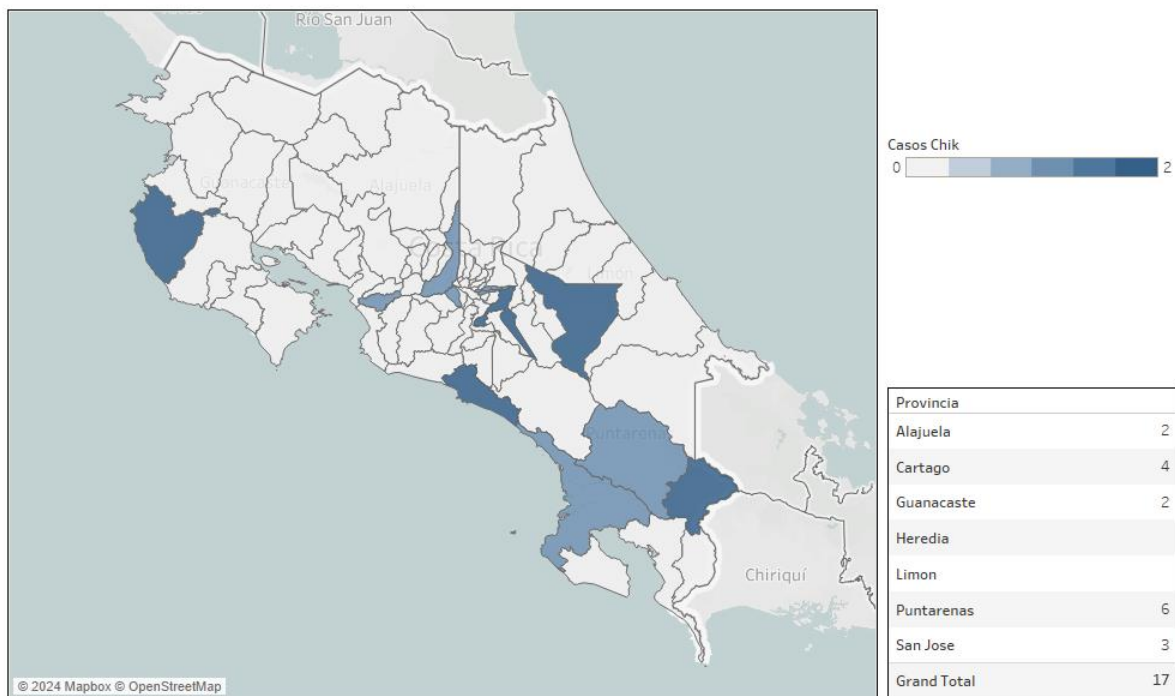 Río San Juan
Guanacaste
Alajuela
Costa Rica
Limón
Puntarenas
Chiriquí
© 2024 Mapbox © OpenStreetMap
Casos Chik
0 2
Provincia
Alajuela 2
Cartago 4
Guanacaste 2
Heredia
Limon
Puntarenas 6
San Jose 3
Grand Total 17